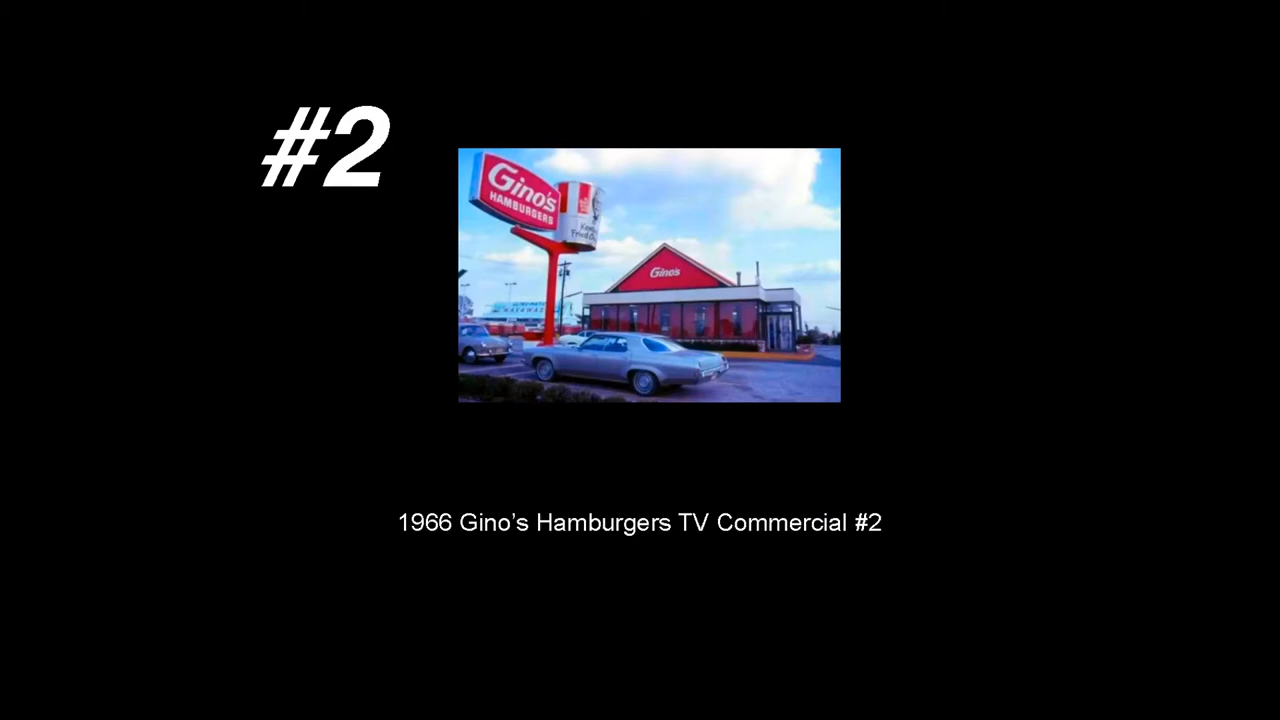 #2
Gino's
HAMBURGERS
Gino's
1966 Gino’s Hamburgers TV Commercial #2